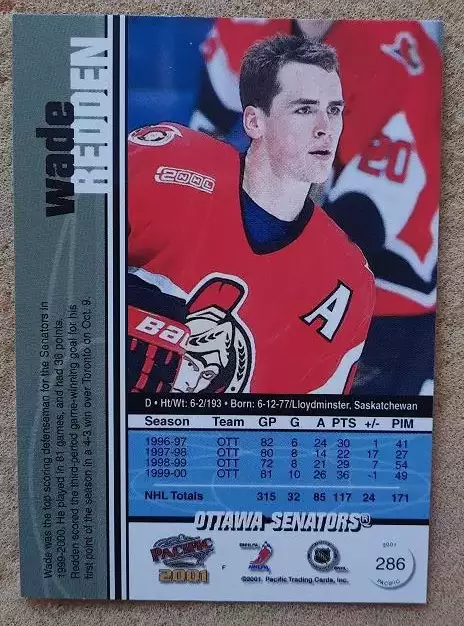 Wade
REDDEN
Wade was the top scoring defenseman for the Senators in
1999-2000. He played in 81 games, and had 36 points.
Redden scored the third-period game-winning goal for his
first point of the season in a 4-3 win over Toronto on Oct. 9.
20
2000
A
D • Ht/Wt: 6-2/193 • Born: 6-12-77/Lloydminster, Saskatchewan
Season Team GP G A PTS +/- PIM
1996-97 OTT 82 6 24 30 1 41
1997-98 OTT 80 8 14 22 17 27
1998-99 OTT 72 8 21 29 7 54
1999-00 OTT 81 10 26 36 -1 49
NHL Totals 315 32 85 117 24 171
OTTAWA SENATORS®
PACIFIC
2001
F
NHLPA
©2001. Pacific Trading Cards, Inc.
NHL
2001
286
PACIFIC